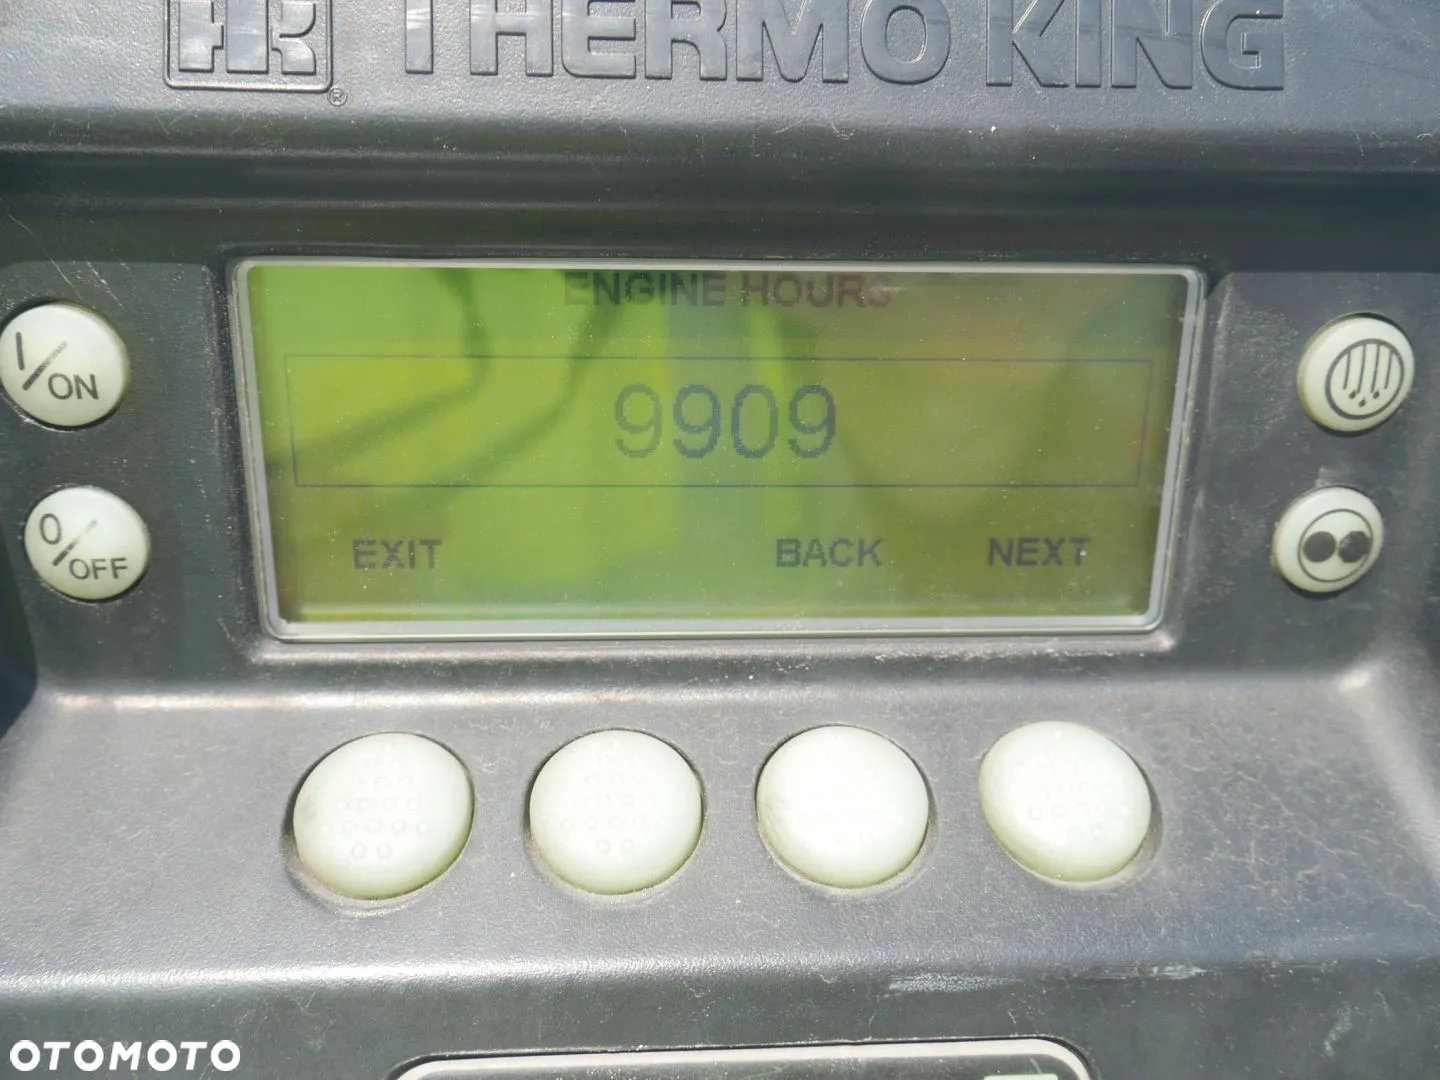 THERMO KING
®
ENGINE HOURS
9909
EXIT BACK NEXT
I/ON
0/OFF
OTOMOTO